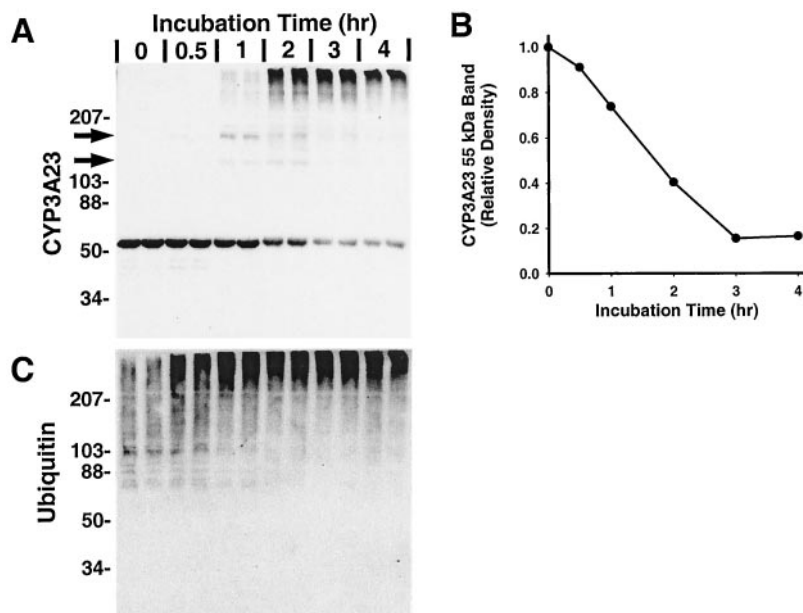 A
Incubation Time (hr)
0 0.5 1 2 3 4
CYP3A23
207-
103-
88-
50-
34-
B
CYP3A23 55 kDa Band
(Relative Density)
1.0
0.8
0.6
0.4
0.2
0.0
0 1 2 3 4
Incubation Time (hr)
C
Ubiquitin
207-
103-
88-
50-
34-